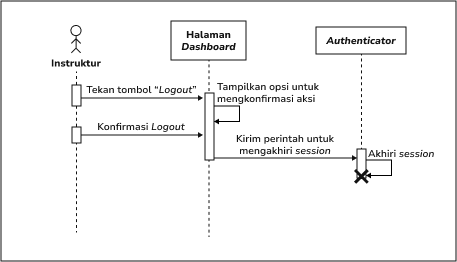 Halaman
Dashboard
Authenticator
Instruktur
Tekan tombol “Logout”
Tampilkan opsi untuk
mengkonfirmasi aksi
Konfirmasi Logout
Kirim perintah untuk
mengakhiri session
Akhiri session